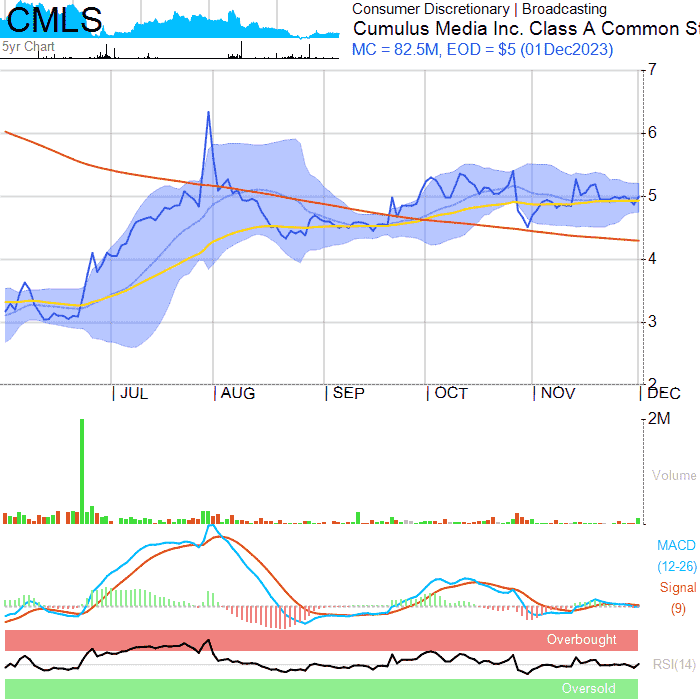 CMLS
5yr Chart
Consumer Discretionary | Broadcasting
Cumulus Media Inc. Class A Common St
MC = 82.5M, EOD = $5 (01Dec2023)
7
6
5
4
3
2
| JUL | AUG | SEP | OCT | NOV | DEC
2M
Volume
MACD
(12-26)
Signal
(9)
Overbought
RSI(14)
Oversold